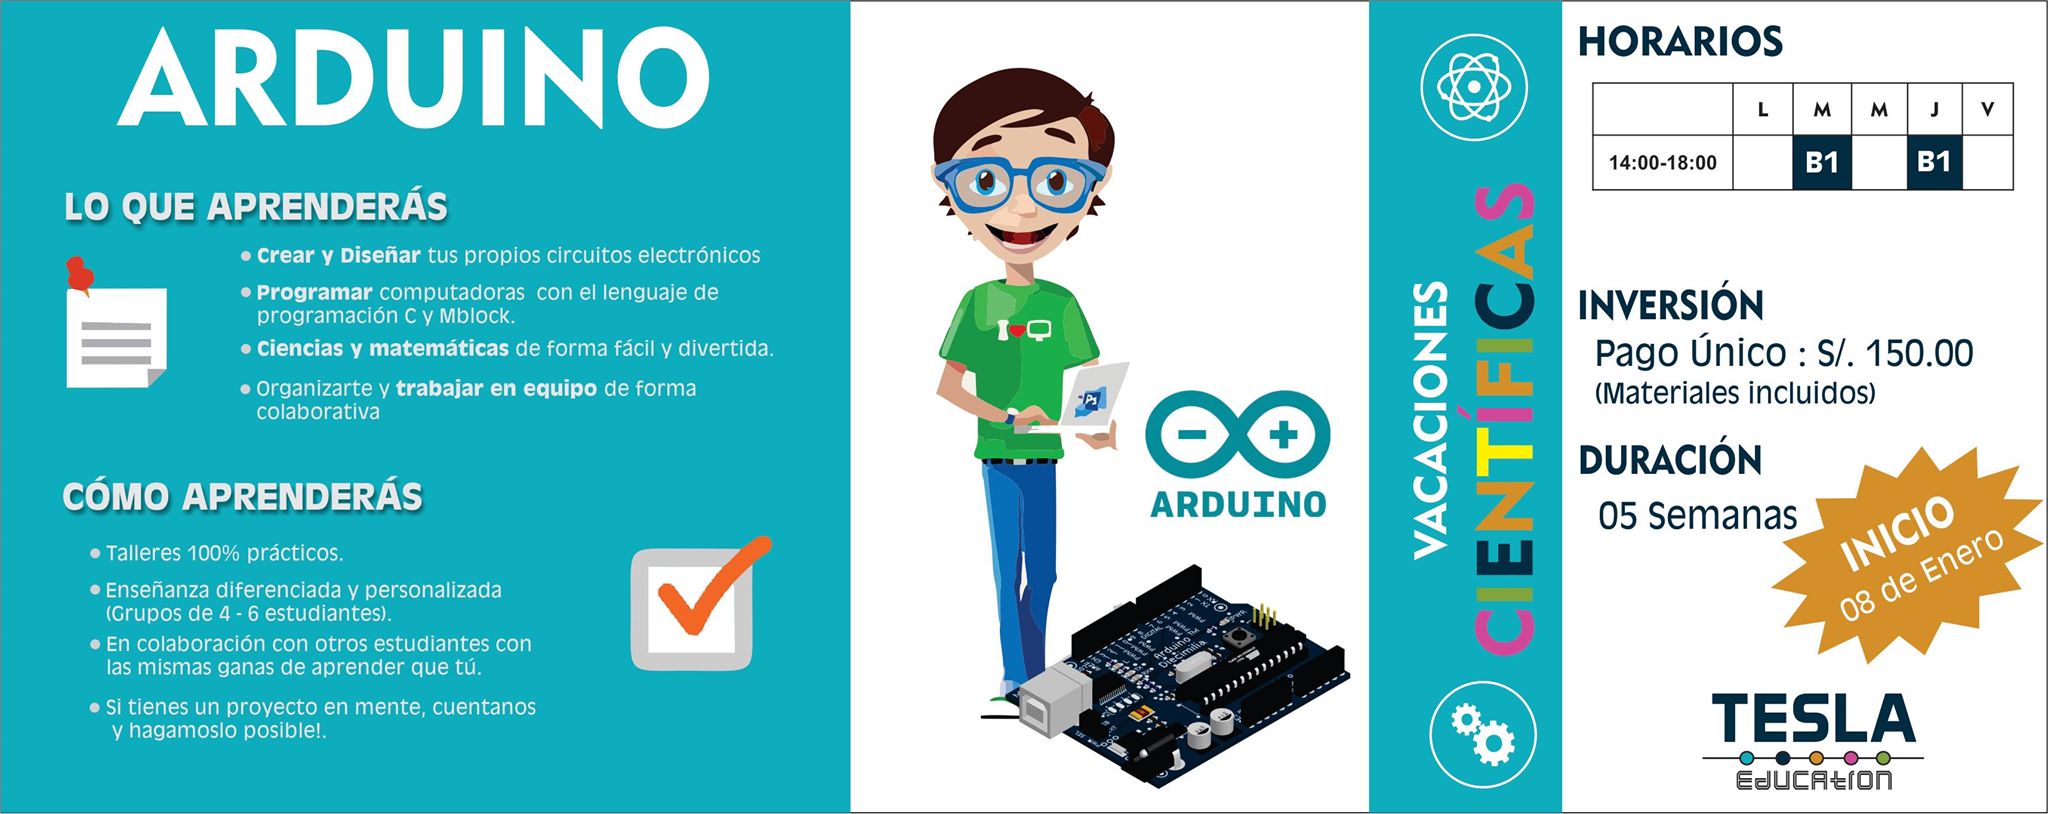 ARDUINO
LO QUE APRENDERÁS
Crear y Diseñar tus propios circuitos electrónicos
Programar computadoras con el lenguaje de
programación C y Mblock.
Ciencias y matemáticas de forma fácil y divertida.
Organizarte y trabajar en equipo de forma
colaborativa
CÓMO APRENDERÁS
Talleres 100% prácticos.
Enseñanza diferenciada y personalizada
(Grupos de 4 - 6 estudiantes).
En colaboración con otros estudiantes con
las mismas ganas de aprender que tú.
Si tienes un proyecto en mente, cuentanos
y hagamoslo posible!.
I
Ps
ARDUINO
Arduino
Diecimila
PWR
VACACIONES
CIENTÍFICAS
HORARIOS
L M M J V
14:00-18:00 B1 B1
INVERSIÓN
Pago Único : S/. 150.00
(Materiales incluidos)
DURACIÓN
05 Semanas
INICIO
08 de Enero
TESLA
EDUCATION